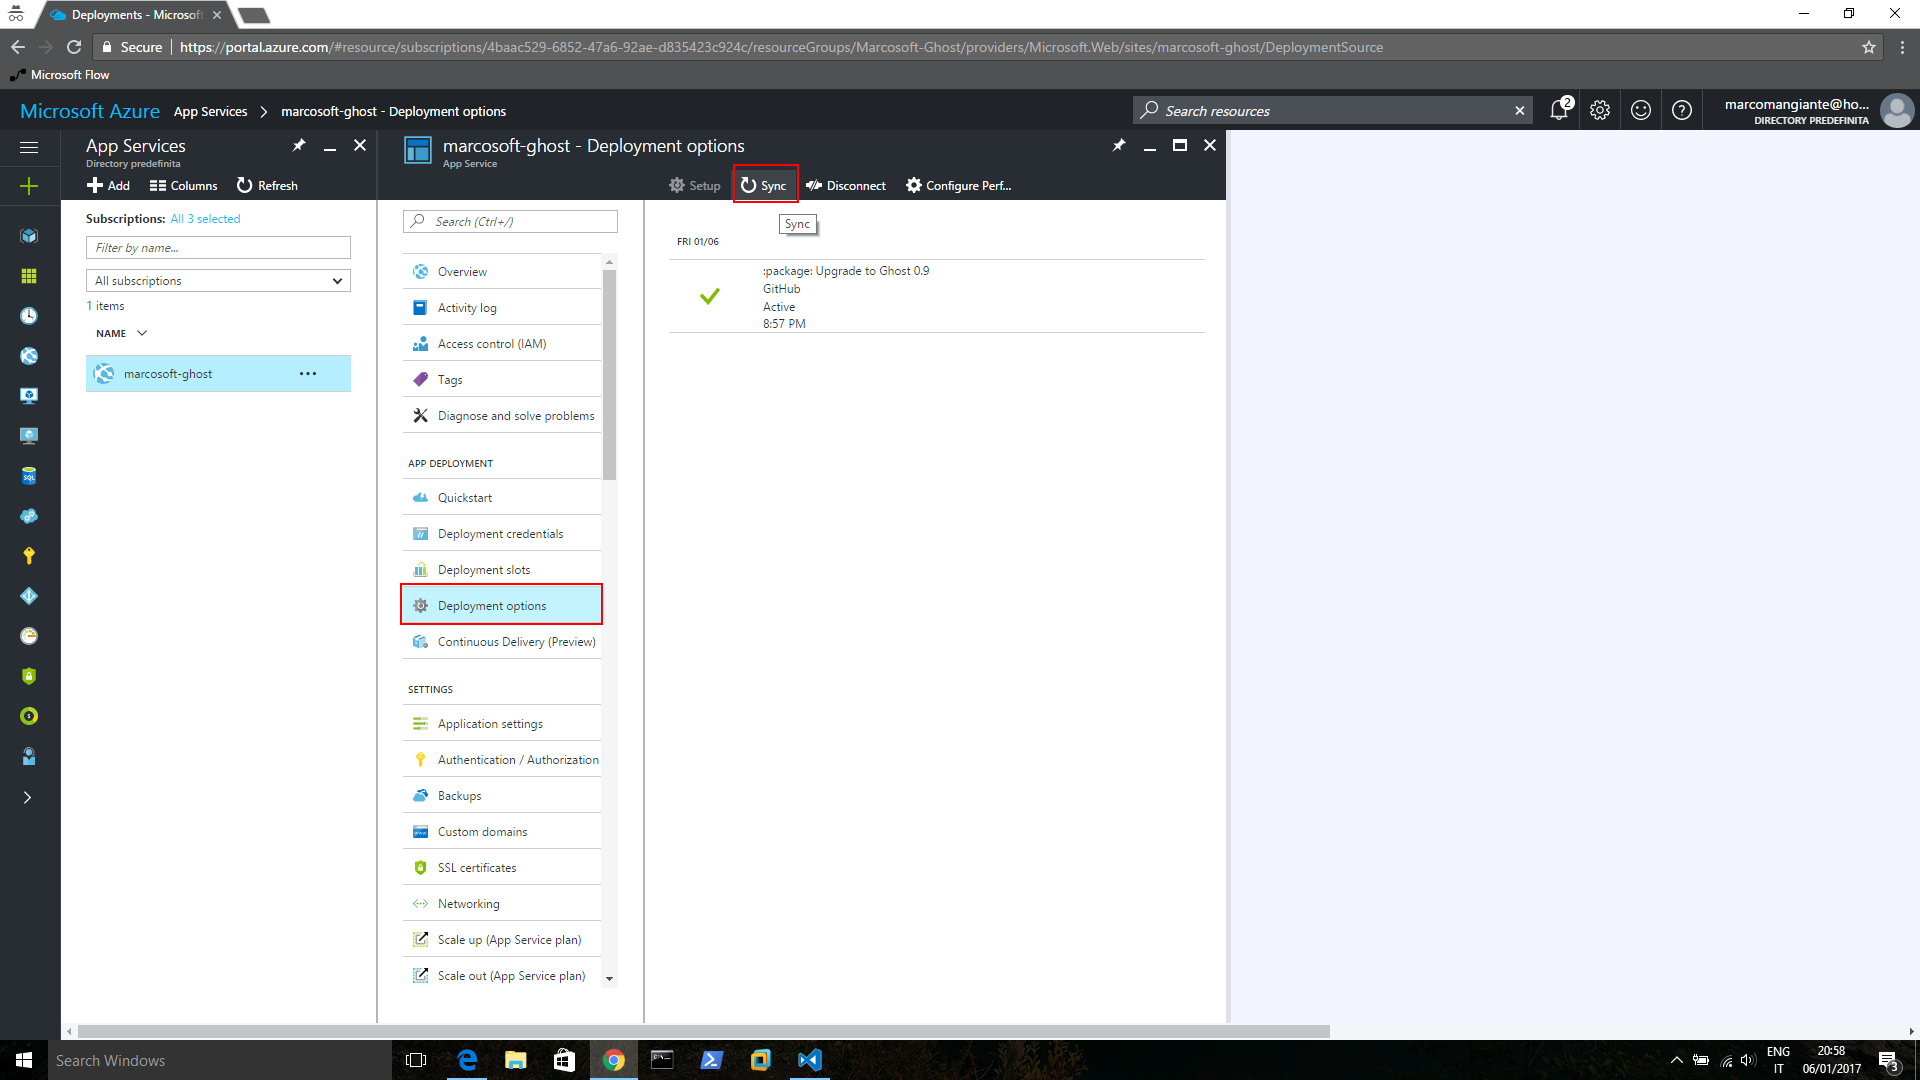 Deployments - Microsoft
Secure
https://portal.azure.com/#resource/subscriptions/4baac529-6852-47a6-92ae-d835423c924c/resourceGroups/Marcosoft-Ghost/providers/Microsoft.Web/sites/marcosoft-ghost/DeploymentSource
Microsoft Flow
Microsoft Azure App Services marcosoft-ghost - Deployment options
Search resources
2
marcomangiante@ho...
DIRECTORY PREDEFINITA
App Services
Directory predefinita
Add Columns Refresh
Subscriptions: All 3 selected
Filter by name...
All subscriptions
1 items
NAME
marcosoft-ghost
marcosoft-ghost - Deployment options
App Service
Setup Sync Disconnect Configure Perf...
Sync
Search (Ctrl+/)
Overview
Activity log
Access control (IAM)
Tags
Diagnose and solve problems
APP DEPLOYMENT
Quickstart
Deployment credentials
Deployment slots
Deployment options
Continuous Delivery (Preview)
SETTINGS
Application settings
Authentication / Authorization
Backups
Custom domains
SSL certificates
Networking
Scale up (App Service plan)
Scale out (App Service plan)
FRI 01/06
:package: Upgrade to Ghost 0.9
GitHub
Active
8:57 PM
SQL
Search Windows
ENG
IT
20:58
06/01/2017
3